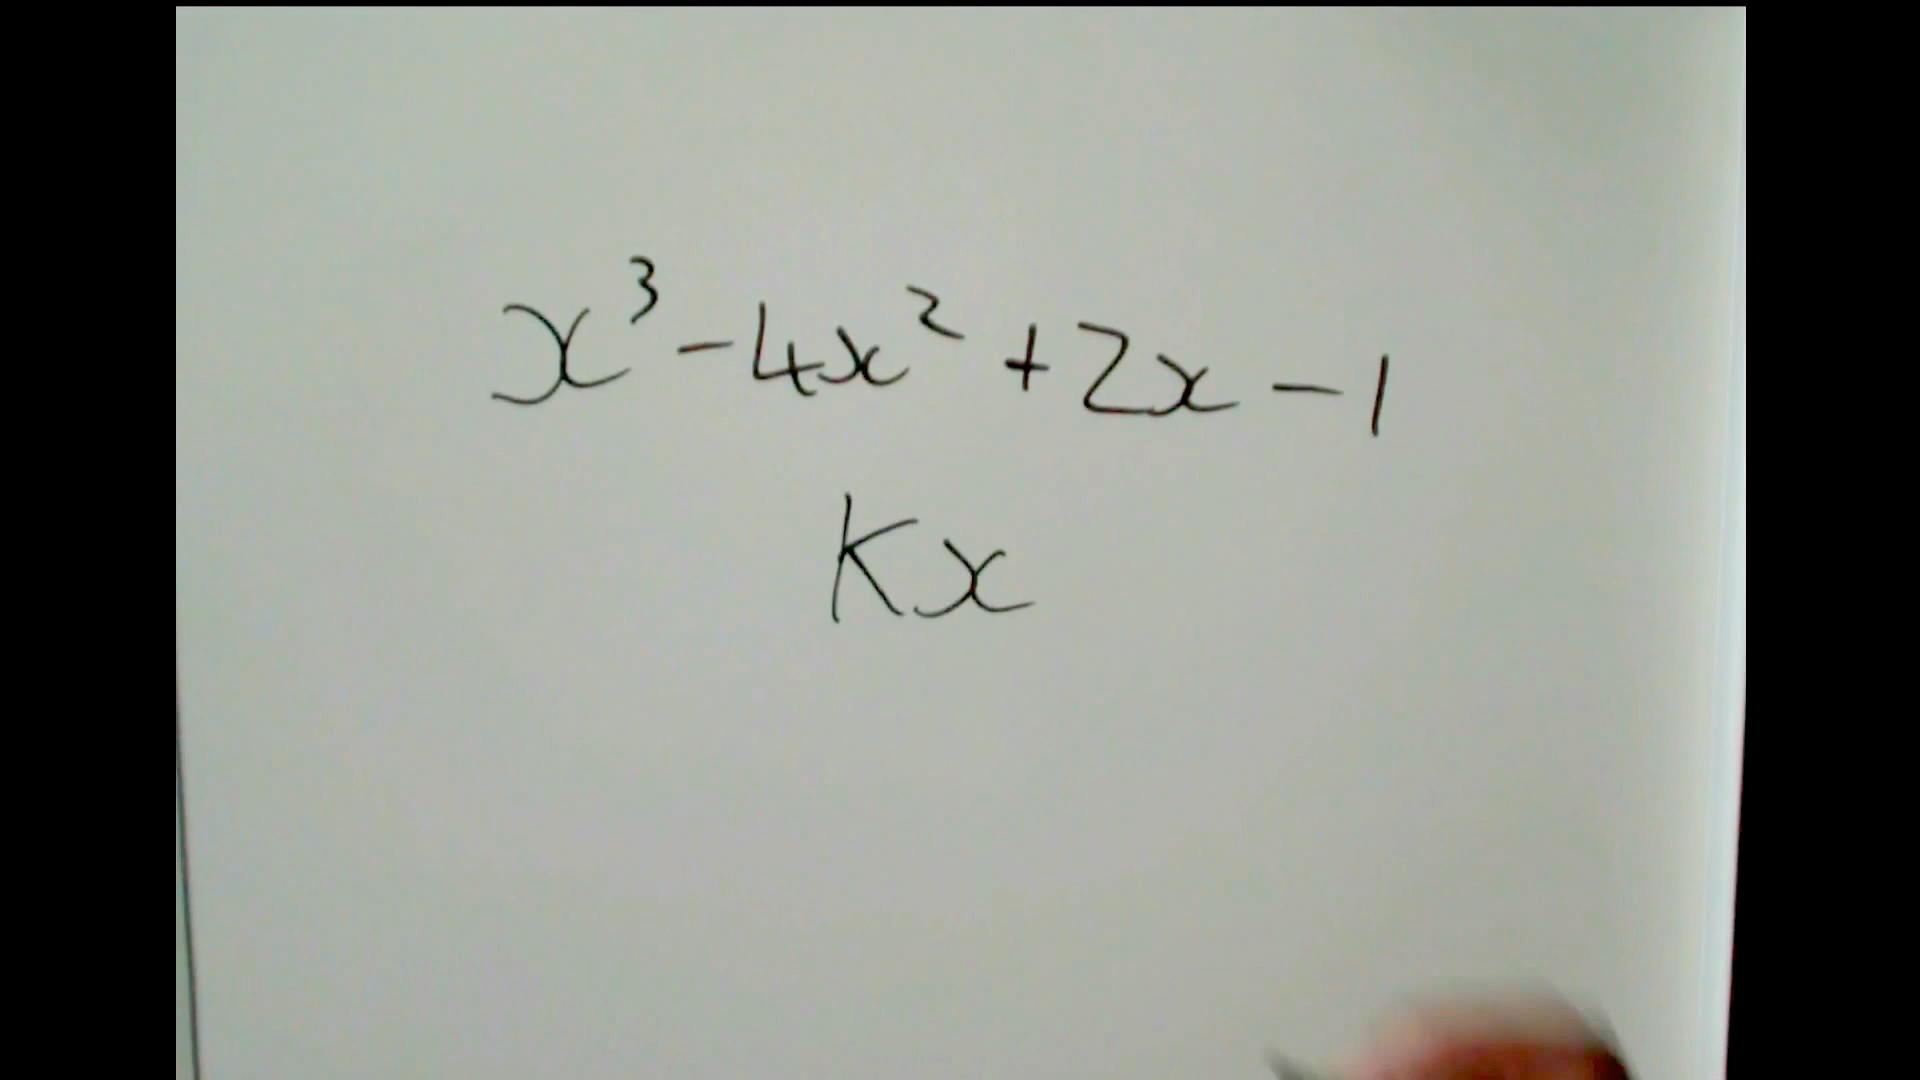 x³ - 4x² + 2x - 1
Kx